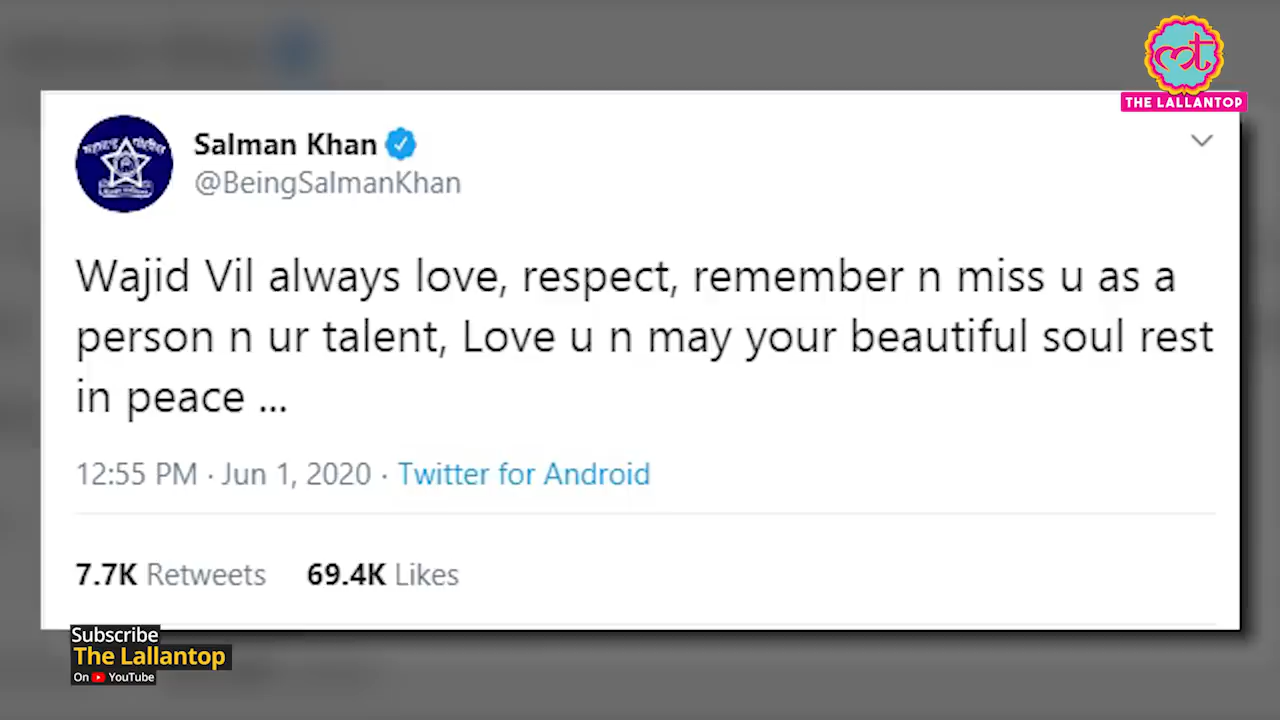 THE LALLANTOP
Salman Khan
@BeingSalmanKhan
Wajid Vil always love, respect, remember n miss u as a
person n ur talent, Love u n may your beautiful soul rest
in peace ...
12:55 PM · Jun 1, 2020 · Twitter for Android
7.7K Retweets 69.4K Likes
Subscribe
The Lallantop
On YouTube